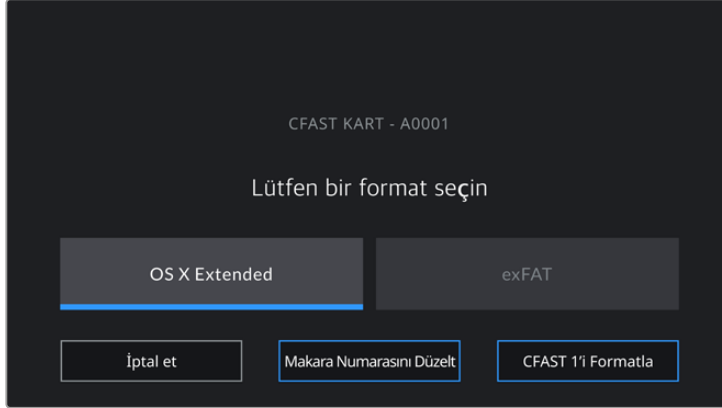 CFAST KART - A0001
Lütfen bir format seçin
OS X Extended
exFAT
İptal et
Makara Numarasını Düzelt
CFAST 1'i Formatla